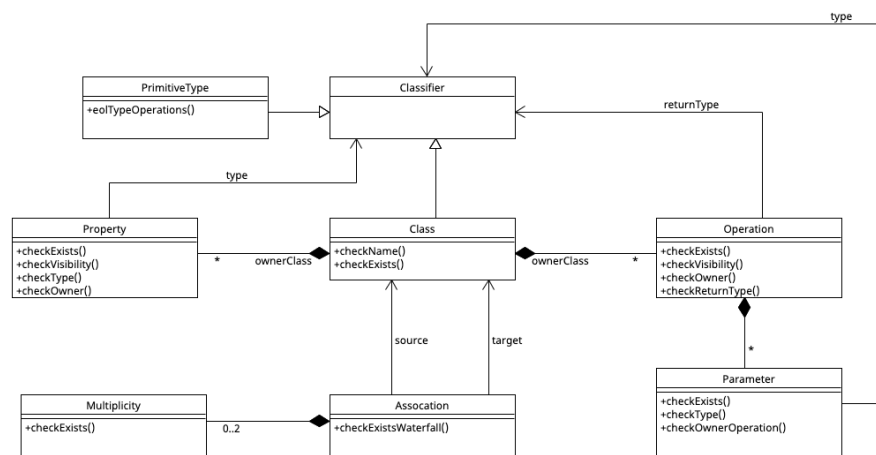 type
PrimitiveType
+eolTypeOperations()
Classifier
returnType
type
Property
+checkExists()
+checkVisibility()
+checkType()
+checkOwner()
*
ownerClass
Class
+checkName()
+checkExists()
ownerClass
*
Operation
+checkExists()
+checkVisibility()
+checkOwner()
+checkReturnType()
source
target
*
Multiplicity
+checkExists()
0..2
Assocation
+checkExistsWaterfall()
Parameter
+checkExists()
+checkType()
+checkOwnerOperation()